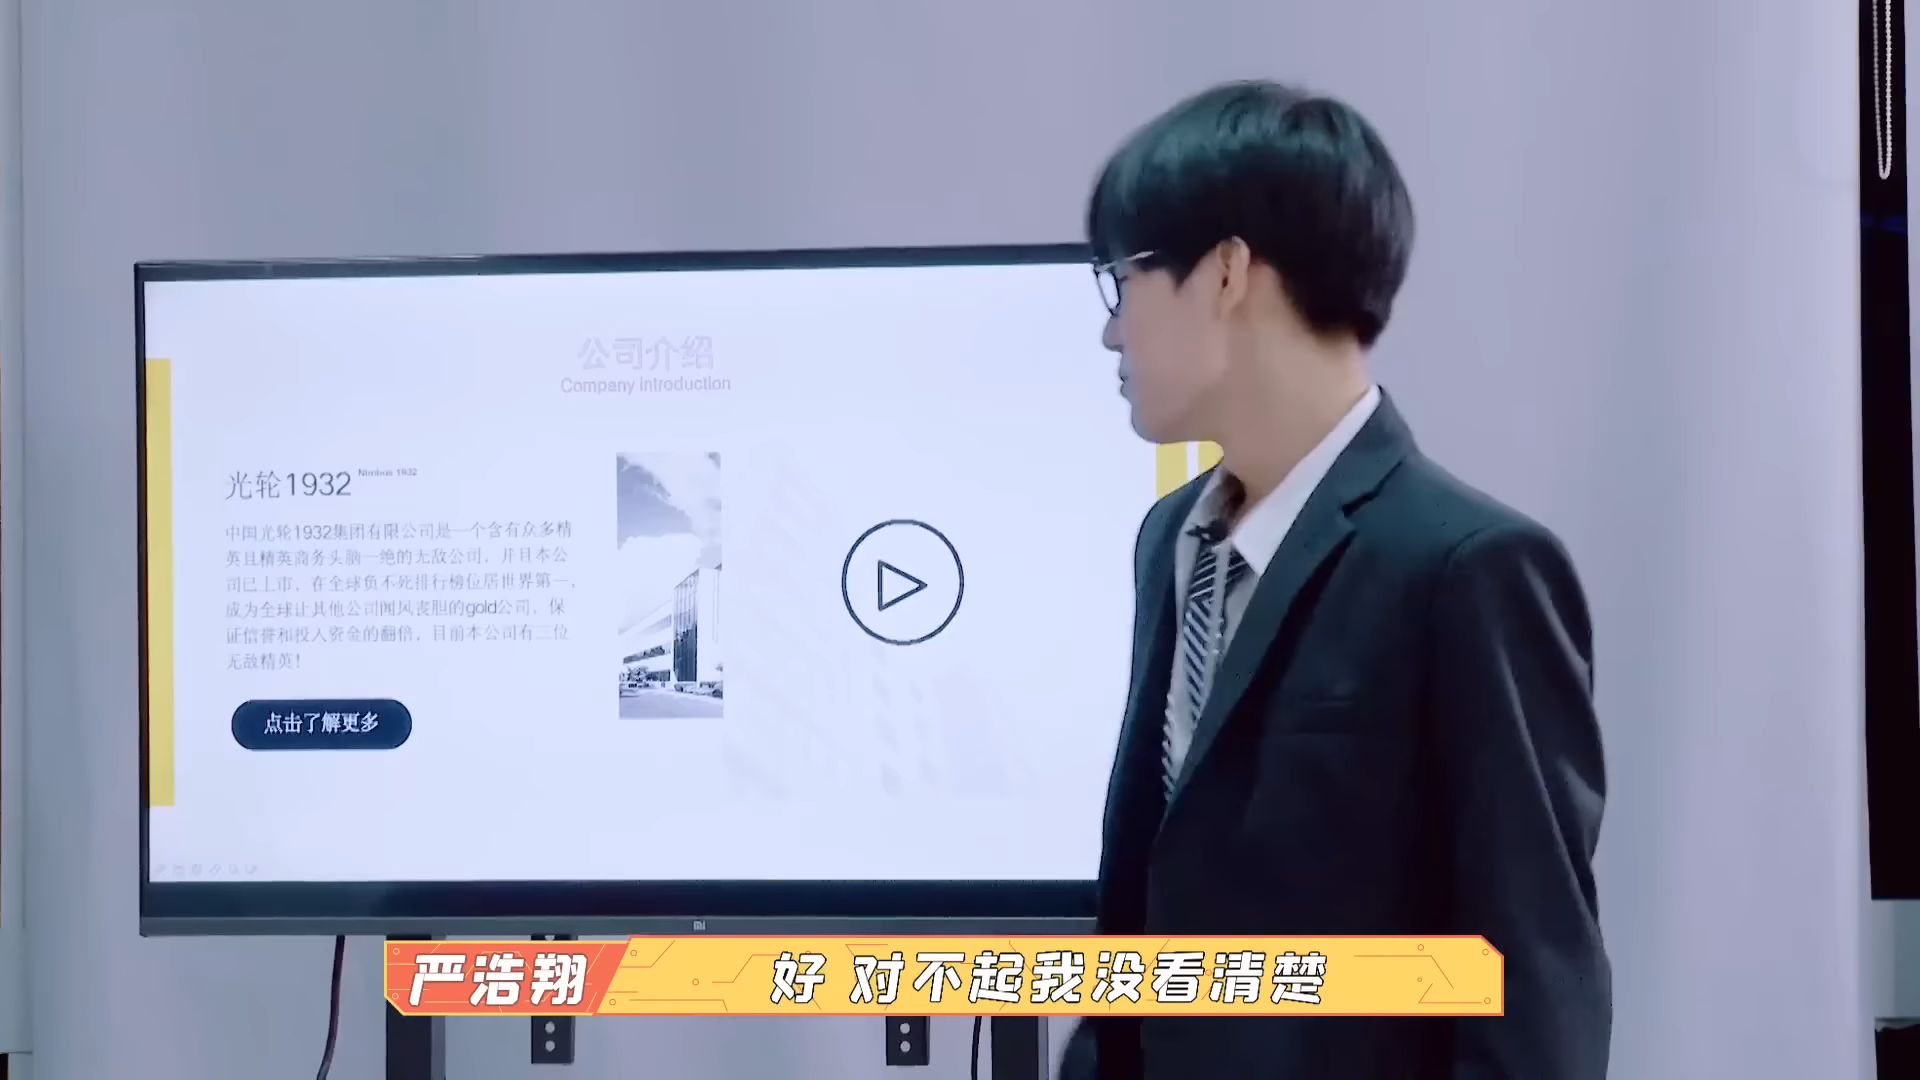 公司介绍
Company introduction
光轮1932 Nimbus 1932
中国光轮1932集团有限公司是一个含有众多精
英且精英商务头脑一绝的无敌公司，并且本公
司已上市，在全球负不死排行榜位居世界第一，
成为全球让其他公司闻风丧胆的gold公司，保
证信誉和投入资金的翻倍，目前本公司有三位
无敌精英！
点击了解更多
mi
严浩翔
好 对不起我没看清楚